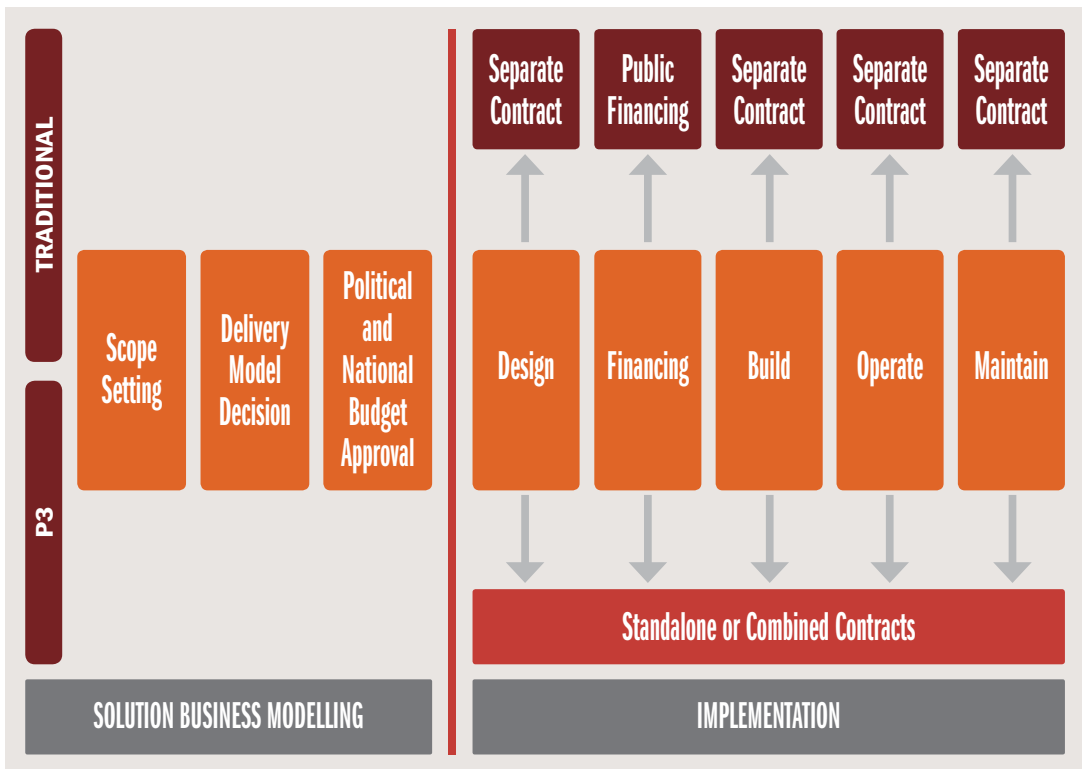 TRADITIONAL
P3
Scope
Setting
Delivery
Model
Decision
Political
and
National
Budget
Approval
SOLUTION BUSINESS MODELLING
Separate
Contract
Public
Financing
Separate
Contract
Separate
Contract
Separate
Contract
Design
Financing
Build
Operate
Maintain
Standalone or Combined Contracts
IMPLEMENTATION